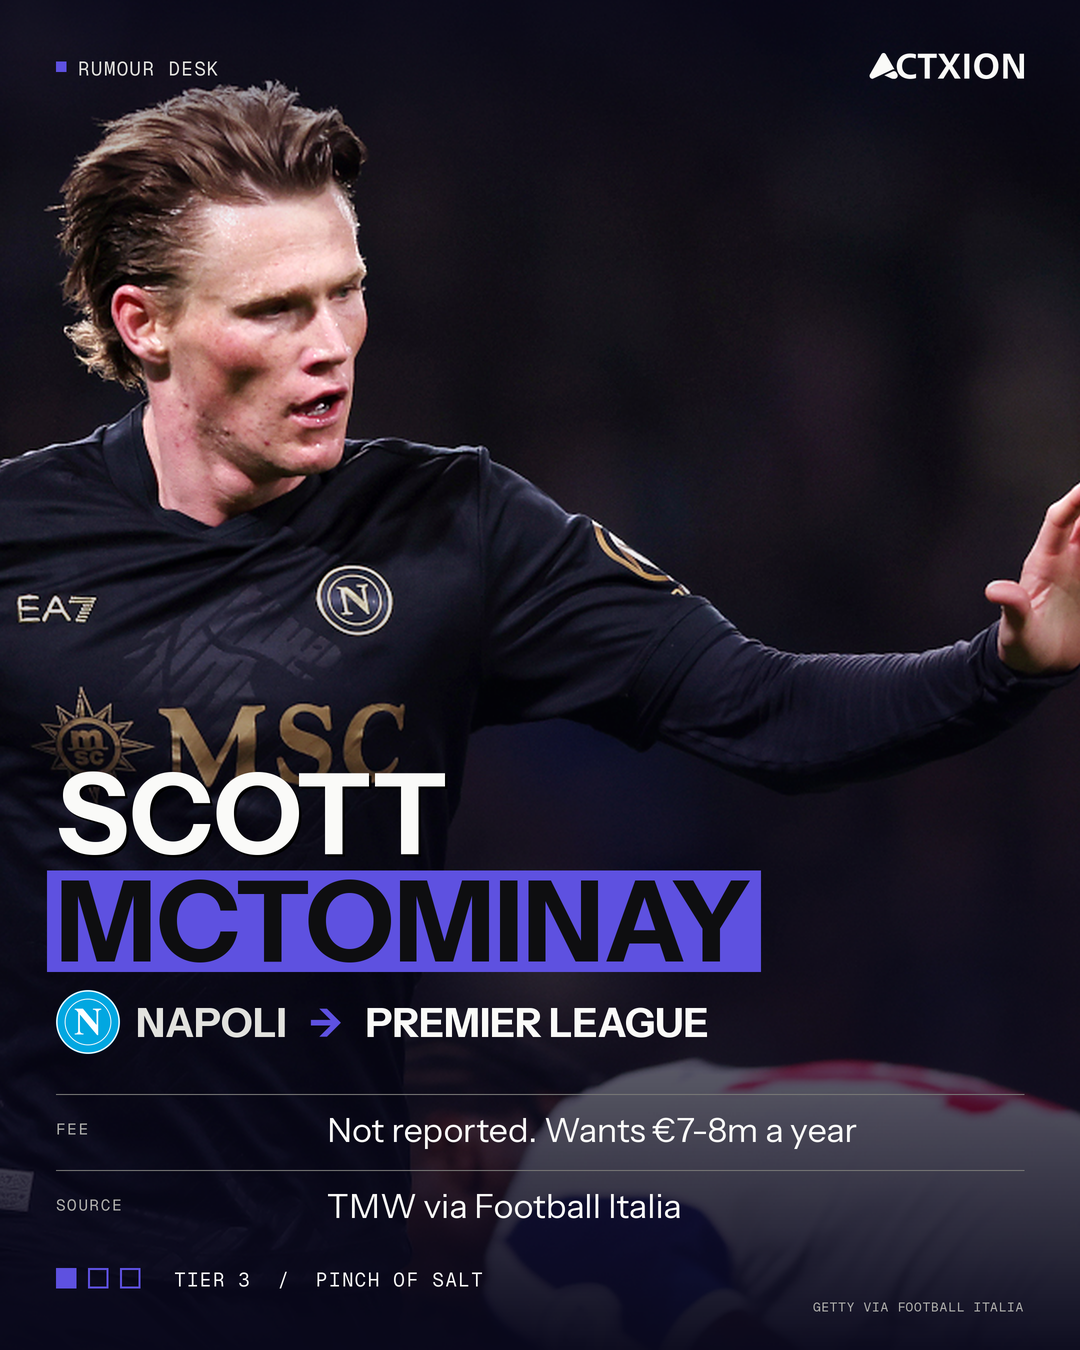 RUMOUR DESK
ACTXION
EA7
N
m
SC
MSC
SCOTT
MCTOMINAY
N NAPOLI → PREMIER LEAGUE
FEE Not reported. Wants €7-8m a year
SOURCE TMW via Football Italia
TIER 3 / PINCH OF SALT
GETTY VIA FOOTBALL ITALIA